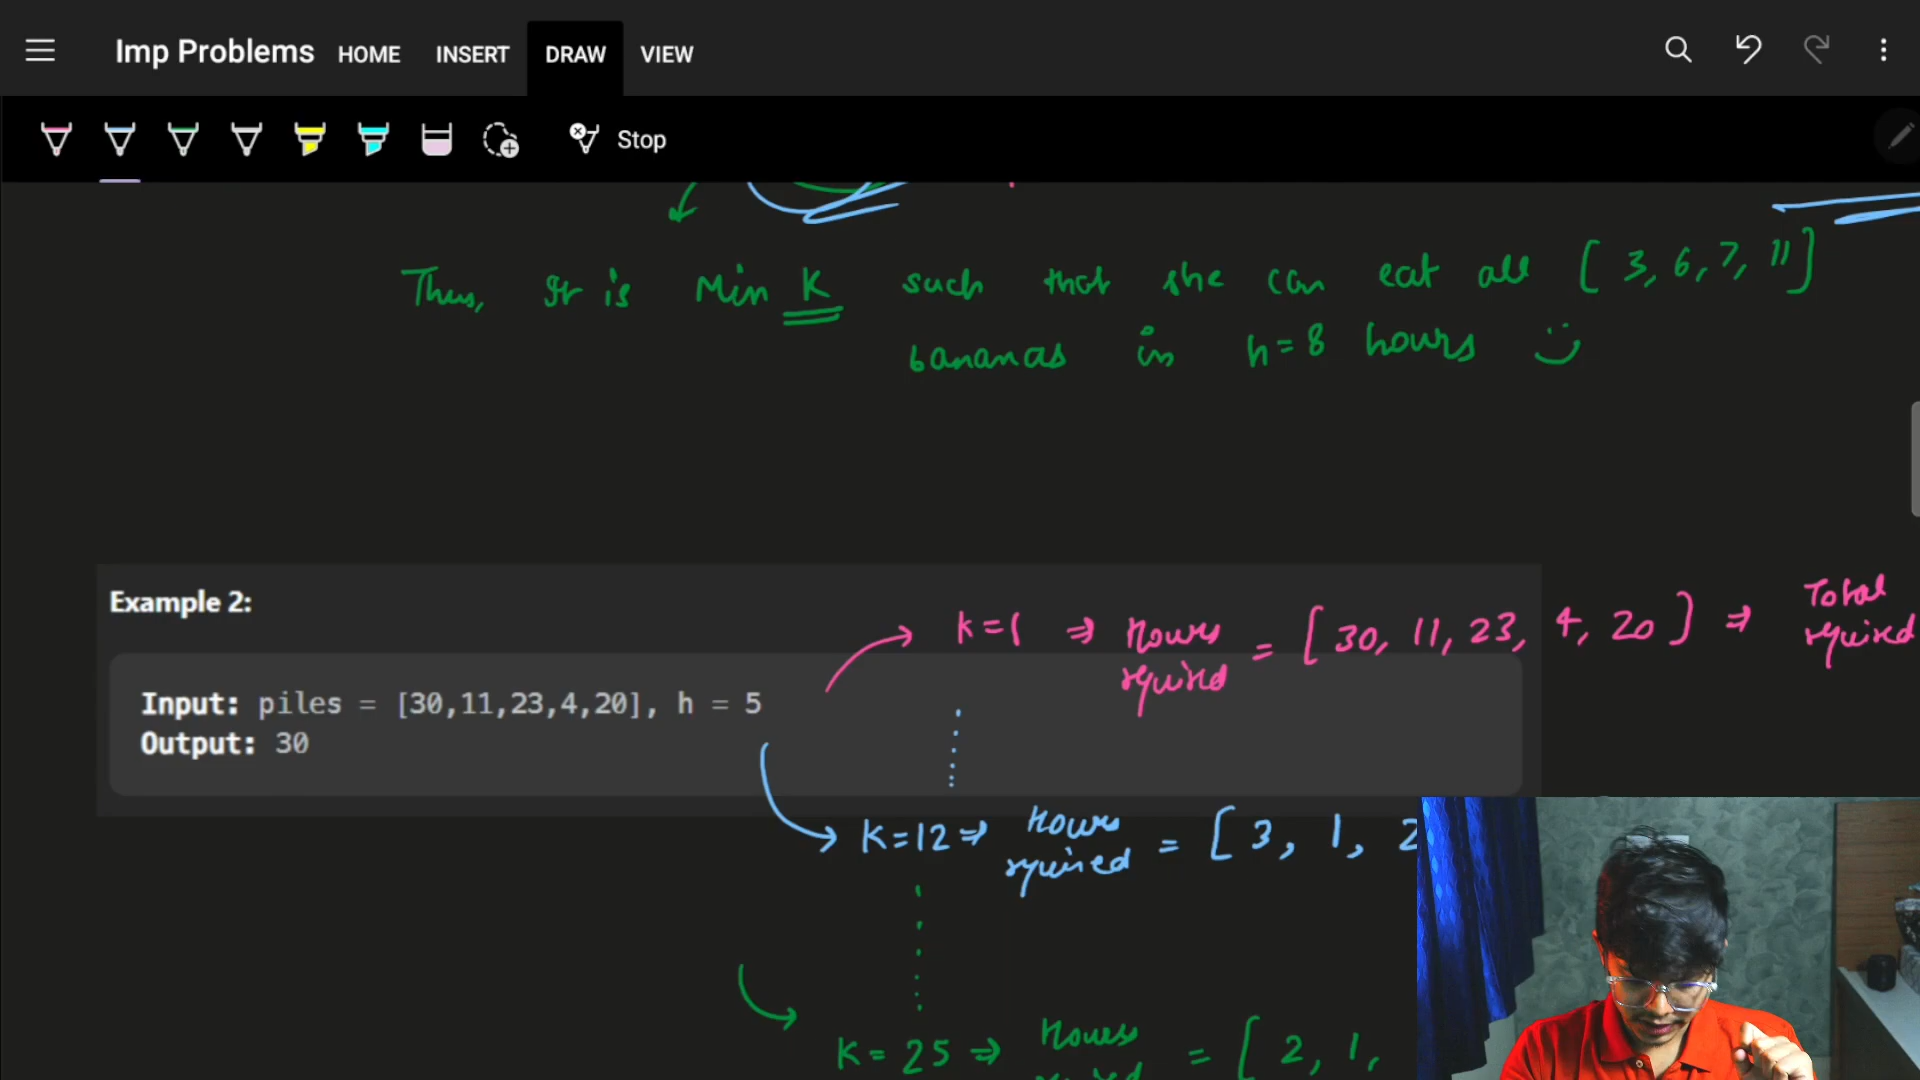 Imp Problems HOME INSERT DRAW VIEW
Stop
Thus, It is Min K such that she can eat all [3, 6, 7, 11]
bananas in h=8 hours
Example 2:
K=1 ⇒ Hours required = [30, 11, 23, 4, 20] ⇒ Total required
Input: piles = [30,11,23,4,20], h = 5
Output: 30
K=12 ⇒ Hours required = [3, 1, 2
K=25 ⇒ Hours = [2, 1,